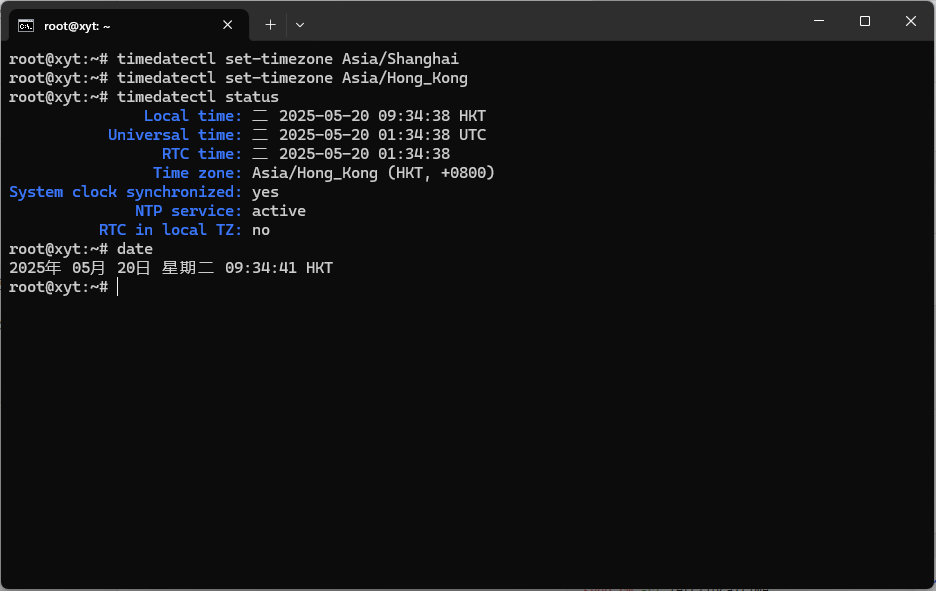 root@xyt: ~
root@xyt:~# timedatectl set-timezone Asia/Shanghai
root@xyt:~# timedatectl set-timezone Asia/Hong_Kong
root@xyt:~# timedatectl status
Local time: 二 2025-05-20 09:34:38 HKT
Universal time: 二 2025-05-20 01:34:38 UTC
RTC time: 二 2025-05-20 01:34:38
Time zone: Asia/Hong_Kong (HKT, +0800)
System clock synchronized: yes
NTP service: active
RTC in local TZ: no
root@xyt:~# date
2025年 05月 20日 星期二 09:34:41 HKT
root@xyt:~#